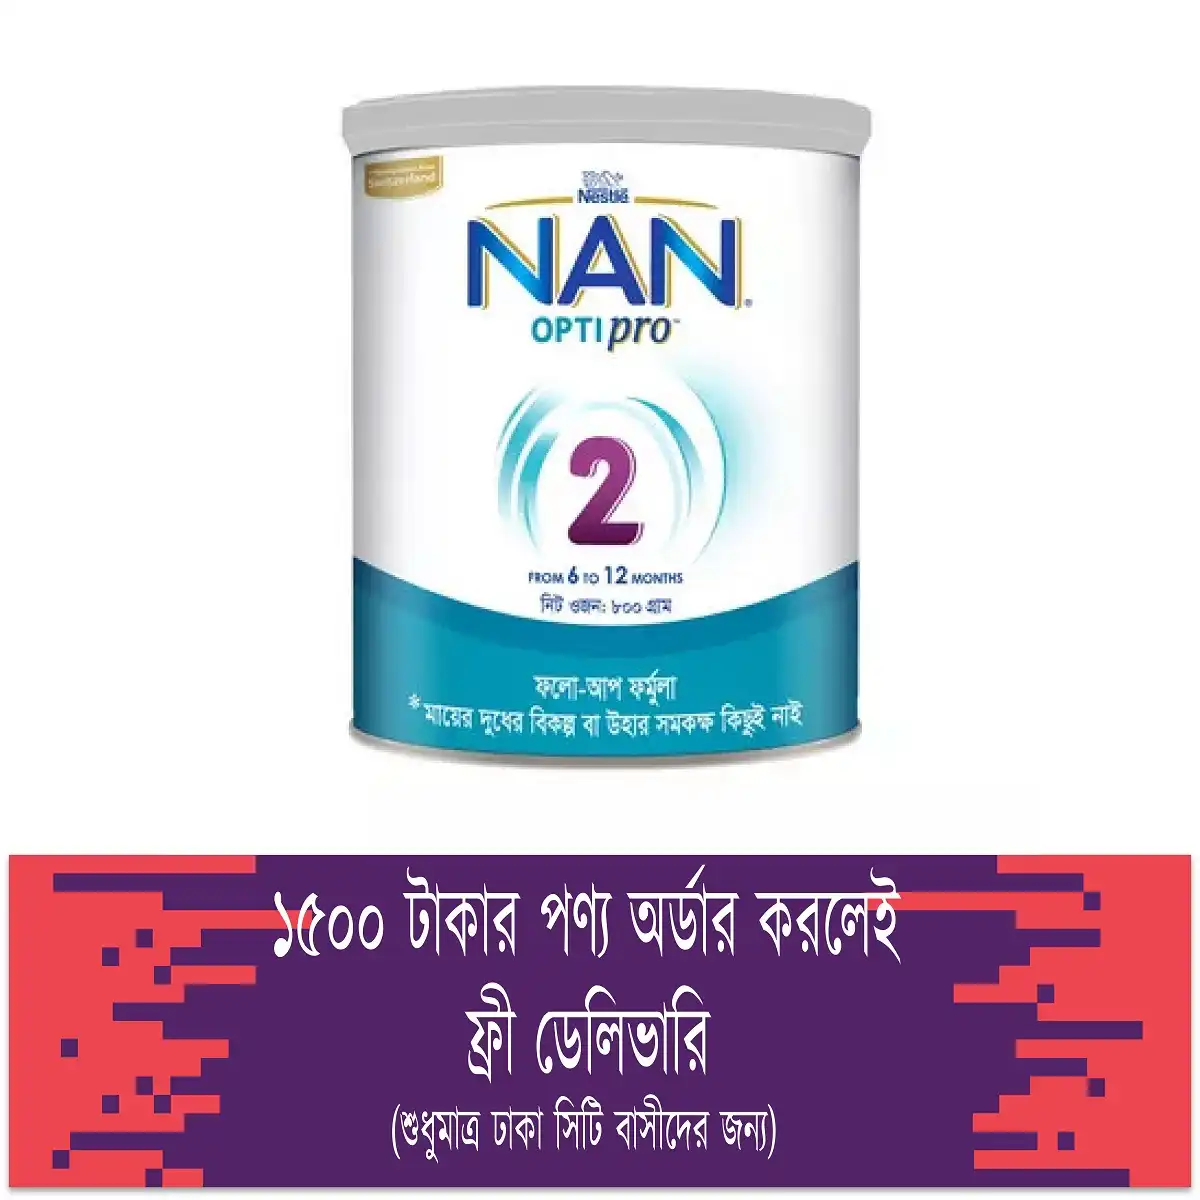 Switzerland
Nestlé
NAN®
OPTIpro™
2
FROM 6 TO 12 MONTHS
নিট ওজন: ৮০০ গ্রাম
ফলো-আপ ফর্মুলা
*মায়ের দুধের বিকল্প বা উহার সমকক্ষ কিছুই নাই
১৫০০ টাকার পণ্য অর্ডার করলেই
ফ্রী ডেলিভারি
(শুধুমাত্র ঢাকা সিটি বাসীদের জন্য)